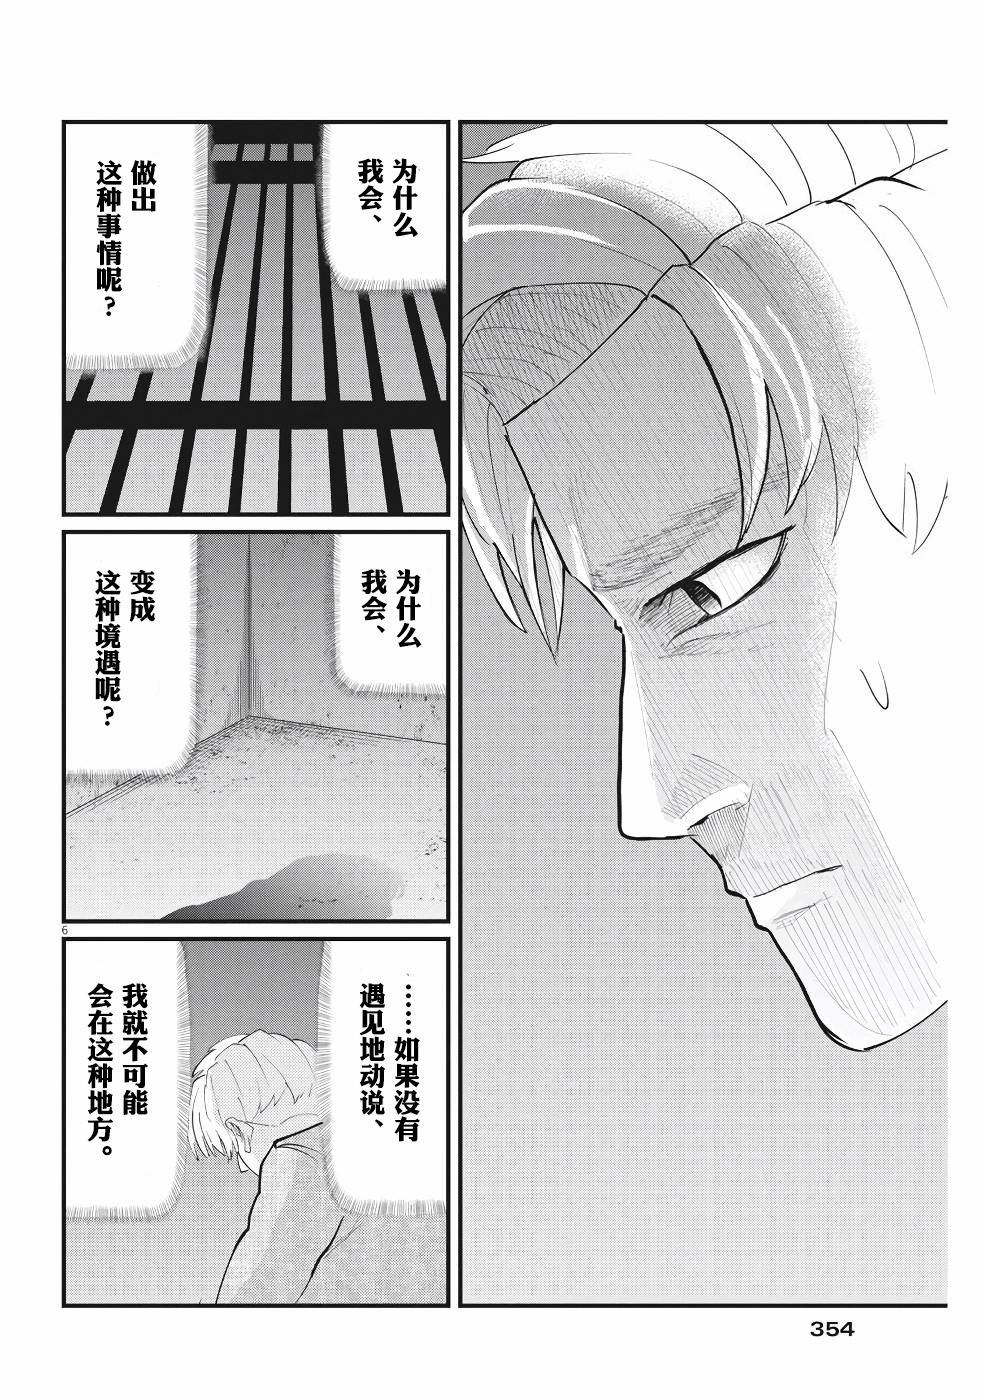 为什么
我会、
做出
这种事情呢？
为什么
我会、
变成
这种境遇呢？
……如果没有
遇见地动说、
我就不可能
会在这种地方。
6
354